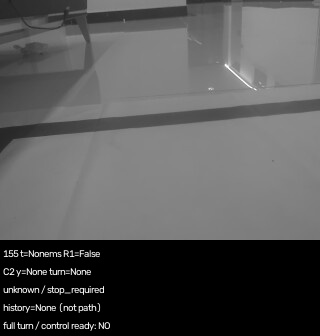 155 t=Nonems R1=False
C2 y=None turn=None
unknown / stop_required
history=None (not path)
full turn / control ready: NO